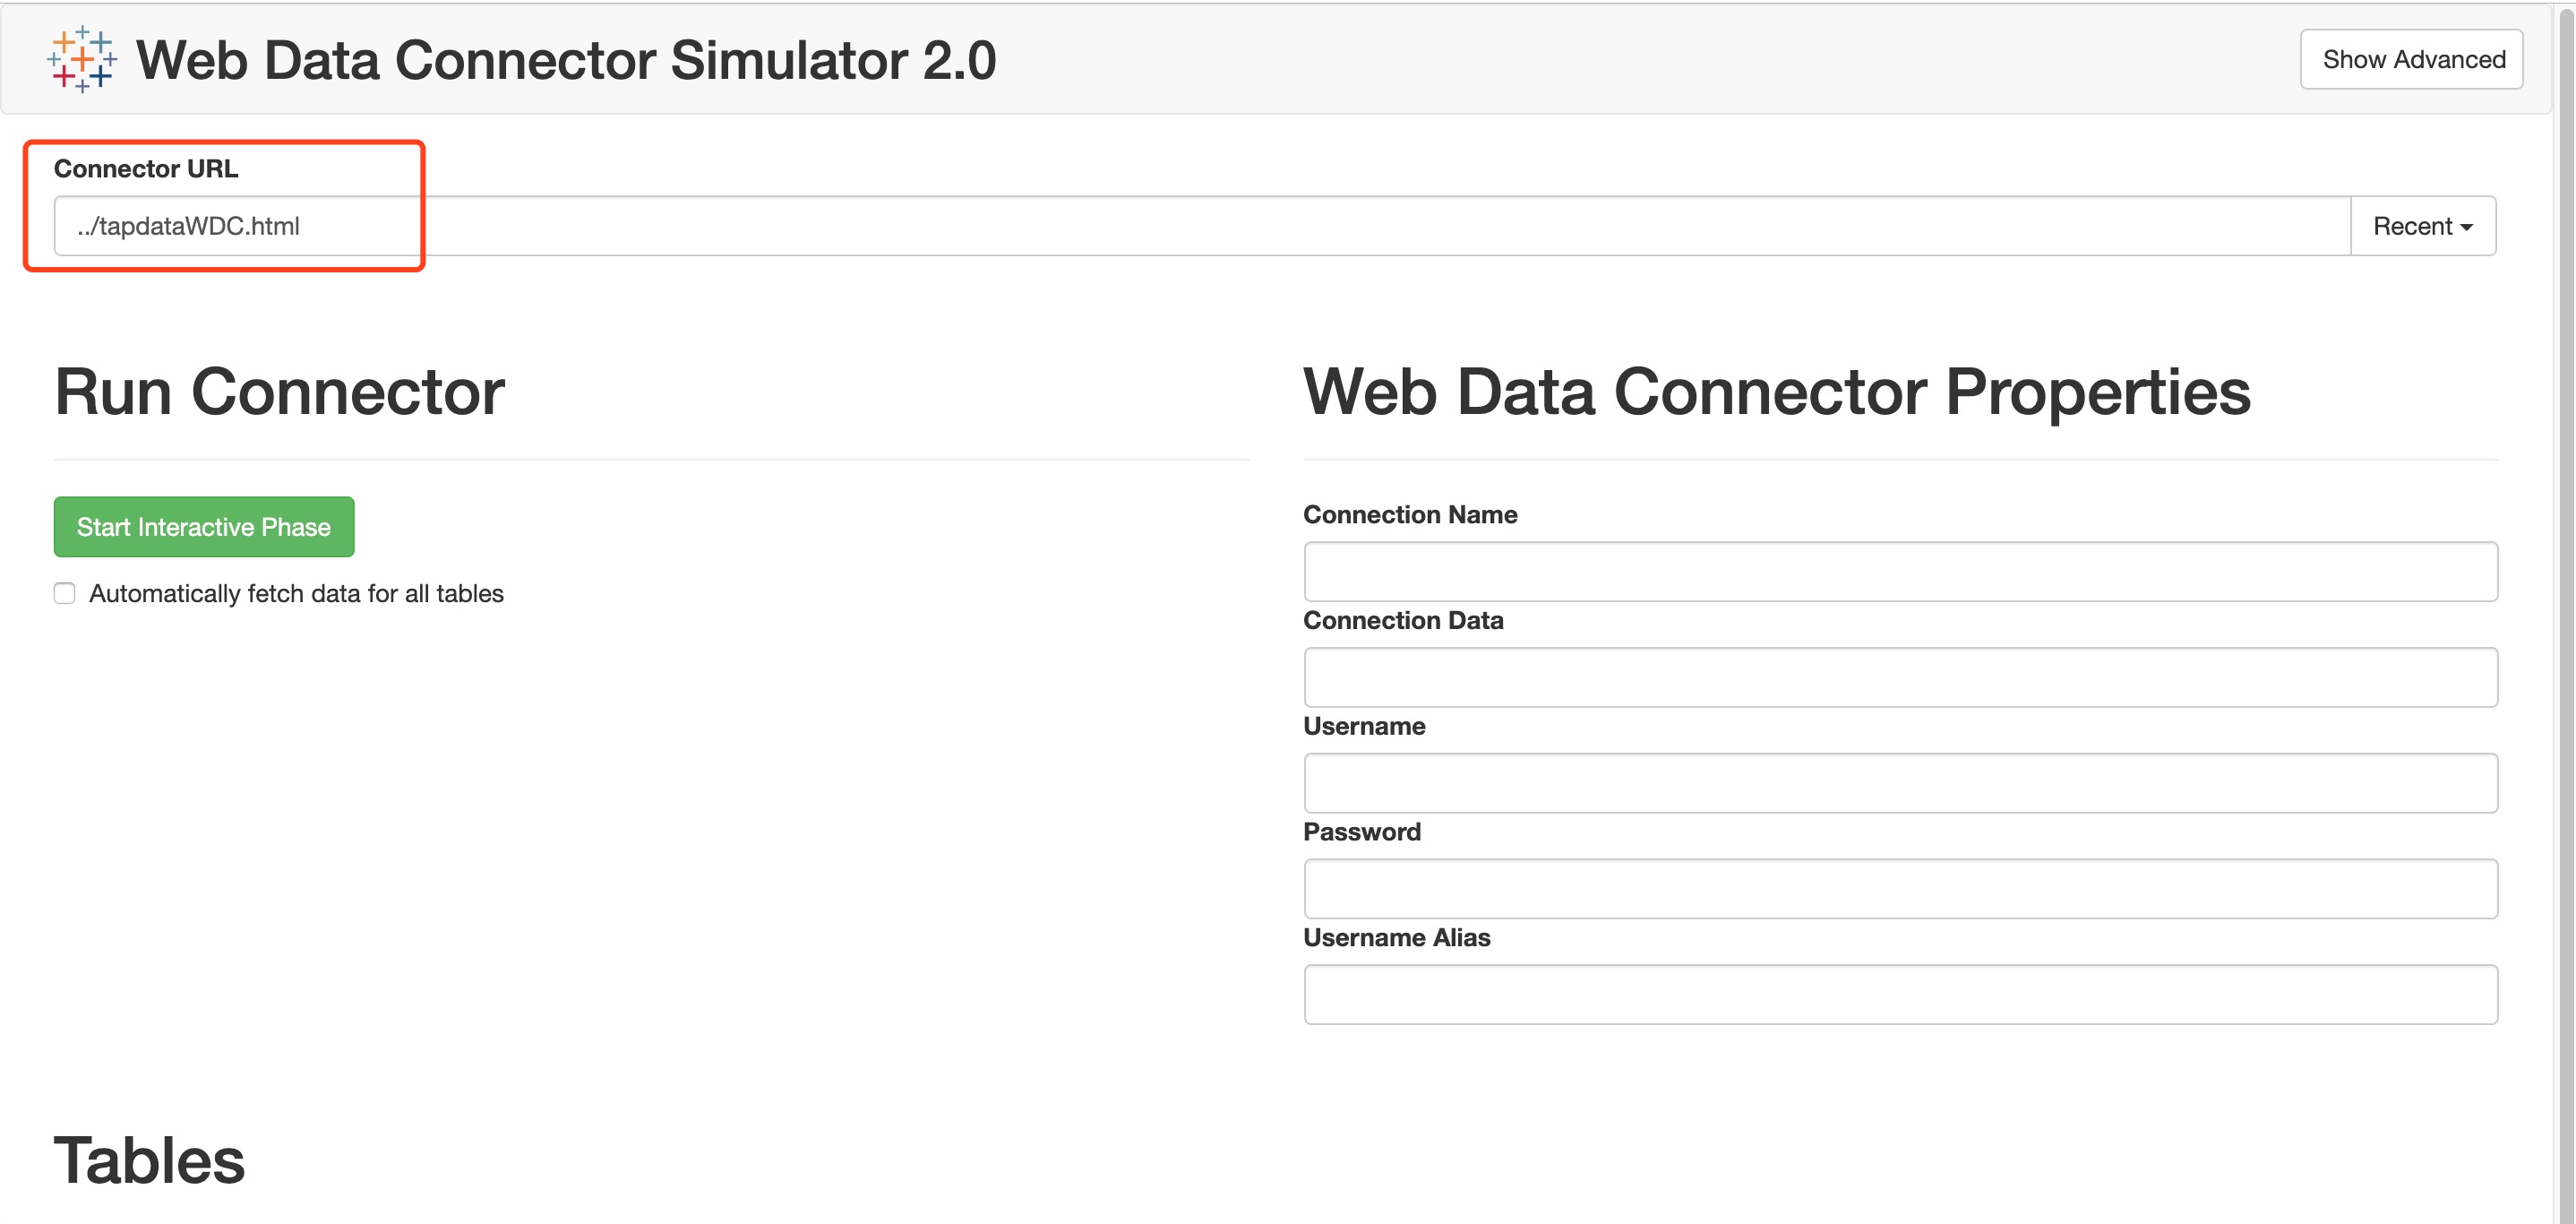 Web Data Connector Simulator 2.0
Show Advanced
Connector URL
../tapdataWDC.html
Recent
Run Connector
Start Interactive Phase
Automatically fetch data for all tables
Web Data Connector Properties
Connection Name
Connection Data
Username
Password
Username Alias
Tables